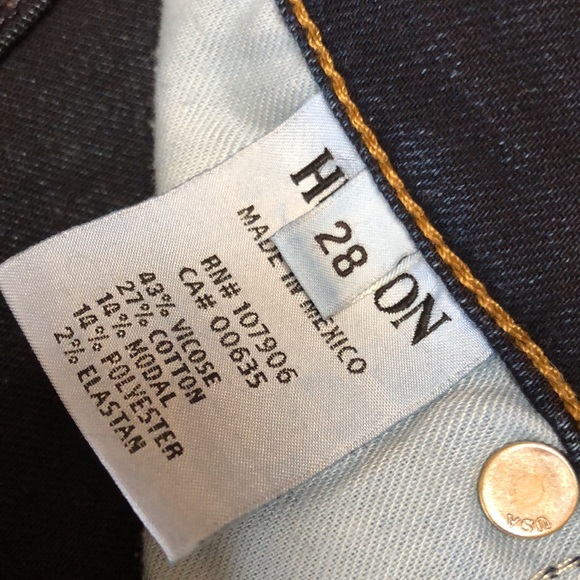 H ON
28
MADE IN MEXICO
RN# 107906
CA# 00635
43% VICOSE
27% COTTON
14% MODAL
14% POLYESTER
2% ELASTAN
USA